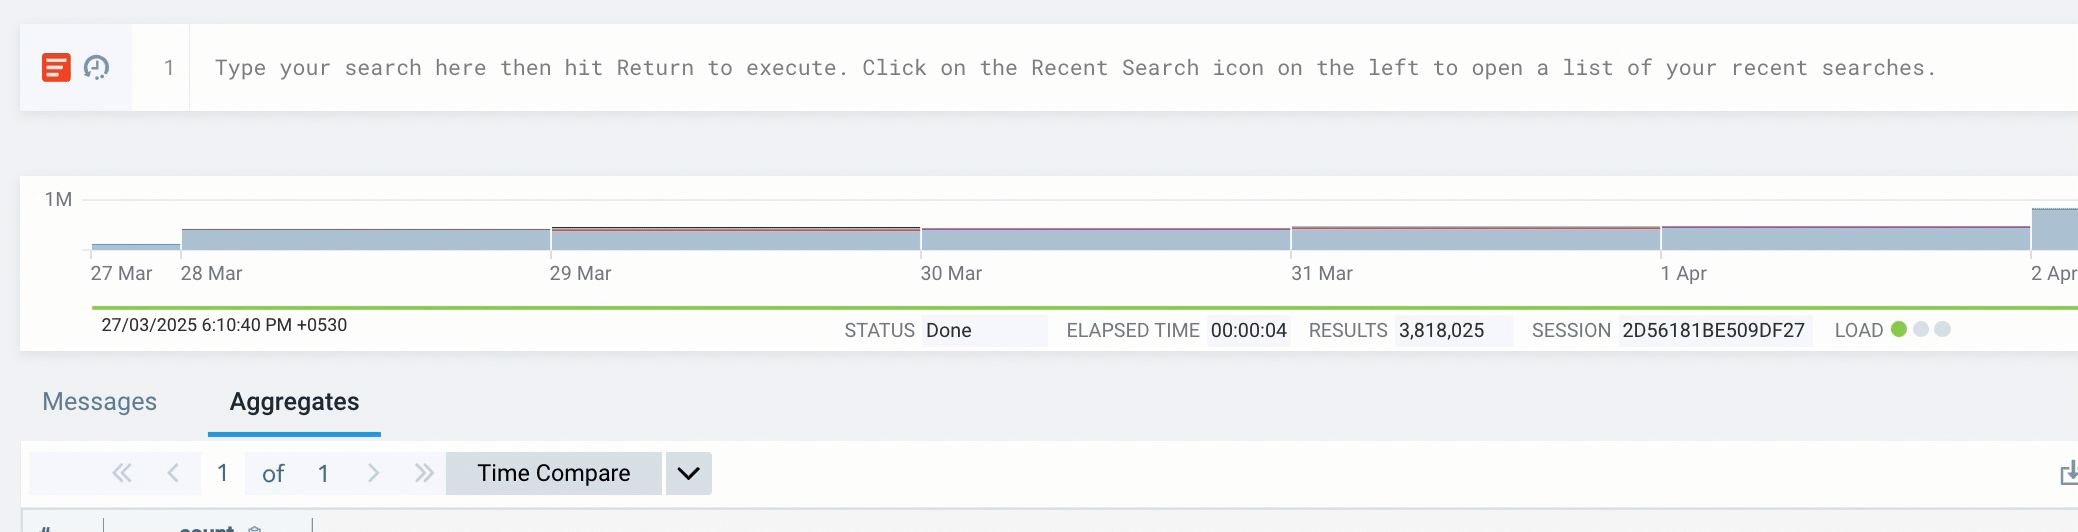 1 Type your search here then hit Return to execute. Click on the Recent Search icon on the left to open a list of your recent searches.
1M
27 Mar 28 Mar 29 Mar 30 Mar 31 Mar 1 Apr 2 Apr
27/03/2025 6:10:40 PM +0530 STATUS Done ELAPSED TIME 00:00:04 RESULTS 3,818,025 SESSION 2D56181BE509DF27 LOAD
Messages Aggregates
1 of 1 Time Compare
# count